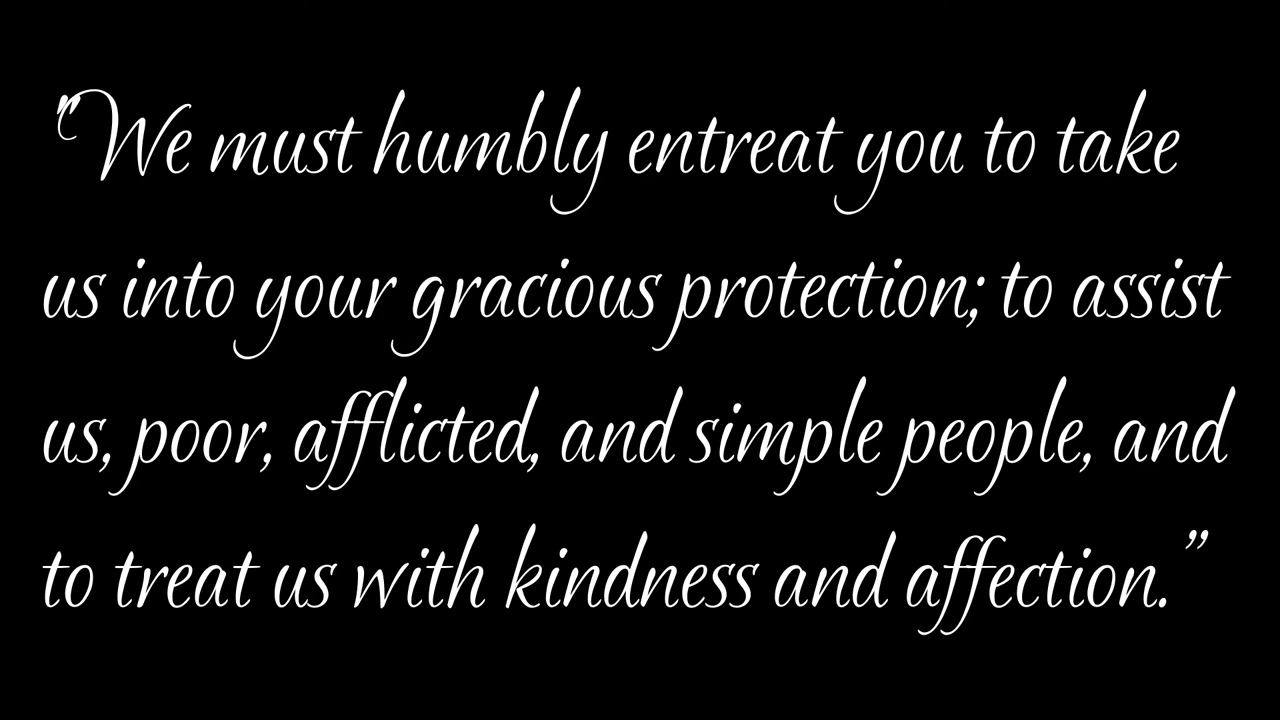 "We must humbly entreat you to take
us into your gracious protection; to assist
us, poor, afflicted, and simple people, and
to treat us with kindness and affection.”